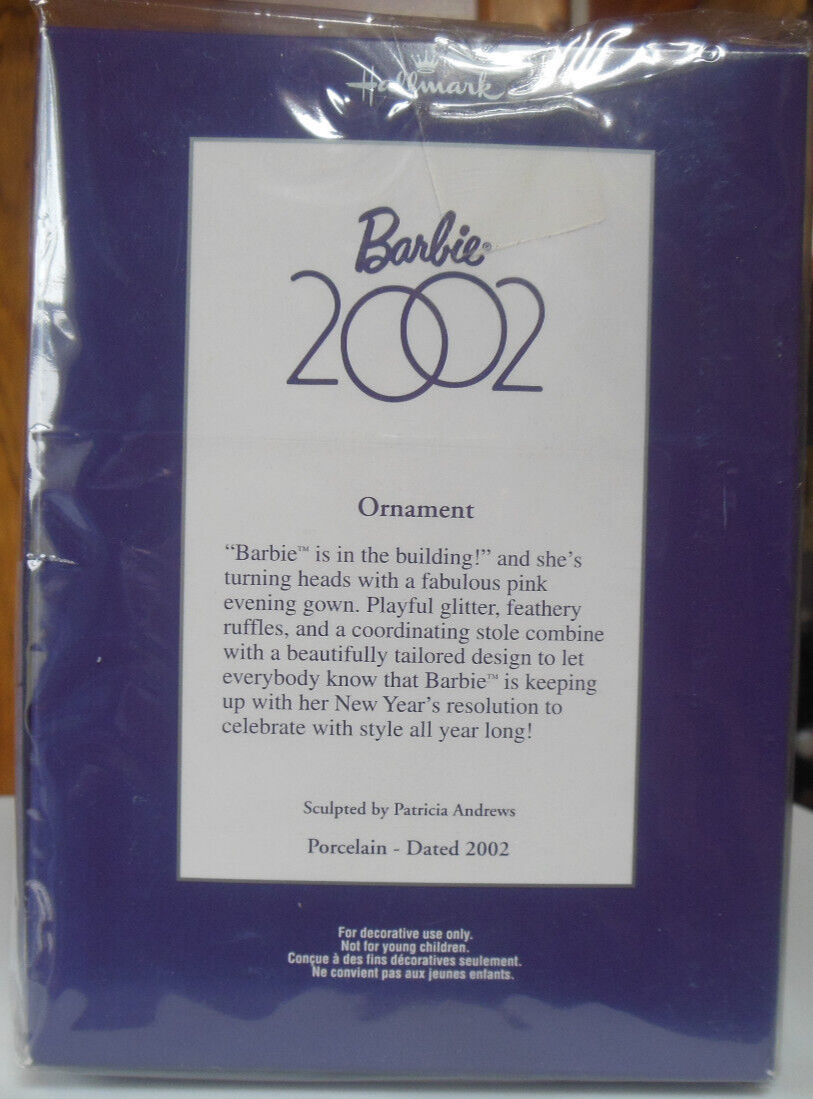 Hallmark
Barbie®
2002
Ornament
“Barbie™ is in the building!” and she’s
turning heads with a fabulous pink
evening gown. Playful glitter, feathery
ruffles, and a coordinating stole combine
with a beautifully tailored design to let
everybody know that Barbie™ is keeping
up with her New Year’s resolution to
celebrate with style all year long!
Sculpted by Patricia Andrews
Porcelain - Dated 2002
For decorative use only.
Not for young children.
Conçue à des fins décoratives seulement.
Ne convient pas aux jeunes enfants.